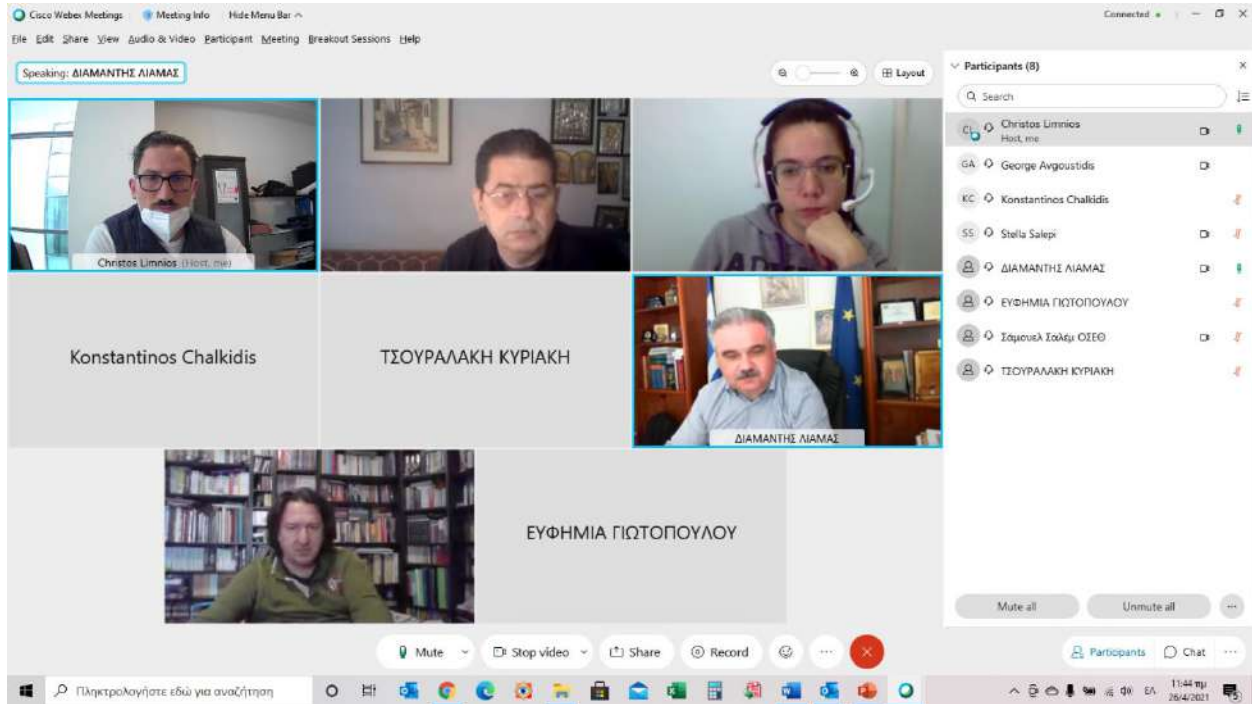 Cisco Webex Meetings
Meeting Info
Hide Menu Bar
Connected
File Edit Share View Audio & Video Participant Meeting Breakout Sessions Help
Speaking: ΔΙΑΜΑΝΤΗΣ ΛΙΑΜΑΣ
Layout
Christos Limnios (Host, me)
Konstantinos Chalkidis
ΤΣΟΥΡΑΛΑΚΗ ΚΥΡΙΑΚΗ
ΔΙΑΜΑΝΤΗΣ ΛΙΑΜΑΣ
ΕΥΦΗΜΙΑ ΓΙΩΤΟΠΟΥΛΟΥ
Participants (8)
Search
CL Christos Limnios
Host, me
GA George Avgoustidis
KC Konstantinos Chalkidis
SS Stella Salepi
ΔΙΑΜΑΝΤΗΣ ΛΙΑΜΑΣ
ΕΥΦΗΜΙΑ ΓΙΩΤΟΠΟΥΛΟΥ
Σάμουελ Σαλέμ ΟΣΕΘ
ΤΣΟΥΡΑΛΑΚΗ ΚΥΡΙΑΚΗ
Mute all
Unmute all
Mute
Stop video
Share
Record
Participants
Chat
Πληκτρολογήστε εδώ για αναζήτηση
ΕΛ
11:44 πμ
26/4/2021